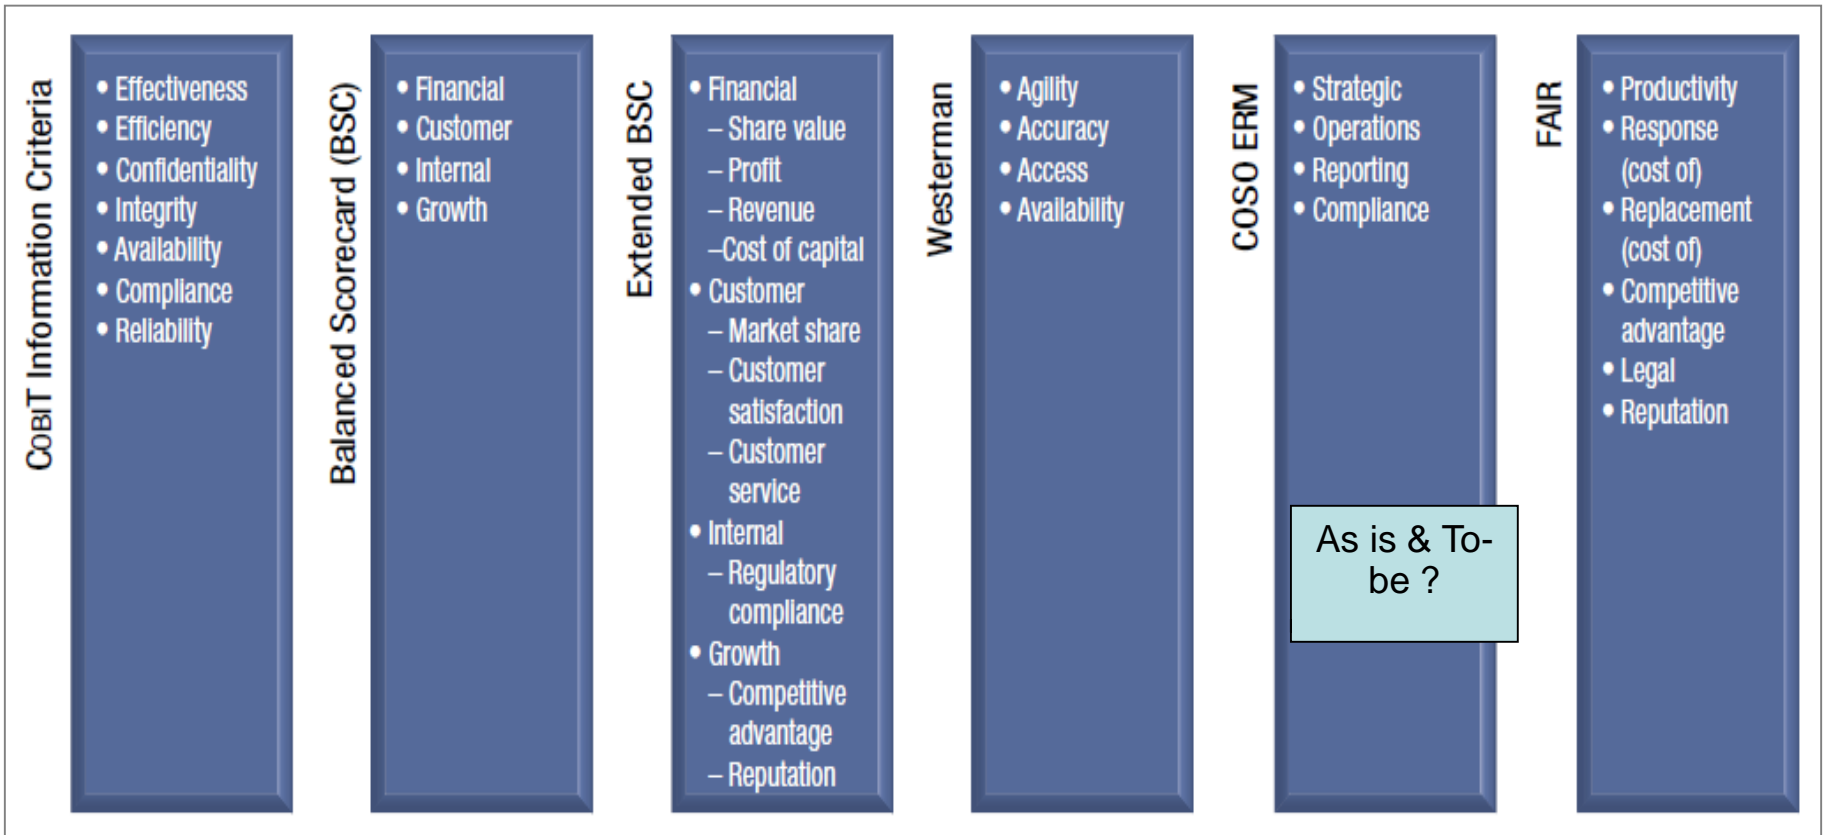 COBIT Information Criteria
• Effectiveness
• Efficiency
• Confidentiality
• Integrity
• Availability
• Compliance
• Reliability
Balanced Scorecard (BSC)
• Financial
• Customer
• Internal
• Growth
Extended BSC
• Financial
– Share value
– Profit
– Revenue
–Cost of capital
• Customer
– Market share
– Customer
satisfaction
– Customer
service
• Internal
– Regulatory
compliance
• Growth
– Competitive
advantage
– Reputation
Westerman
• Agility
• Accuracy
• Access
• Availability
COSO ERM
• Strategic
• Operations
• Reporting
• Compliance
As is & To-
be ?
FAIR
• Productivity
• Response
(cost of)
• Replacement
(cost of)
• Competitive
advantage
• Legal
• Reputation